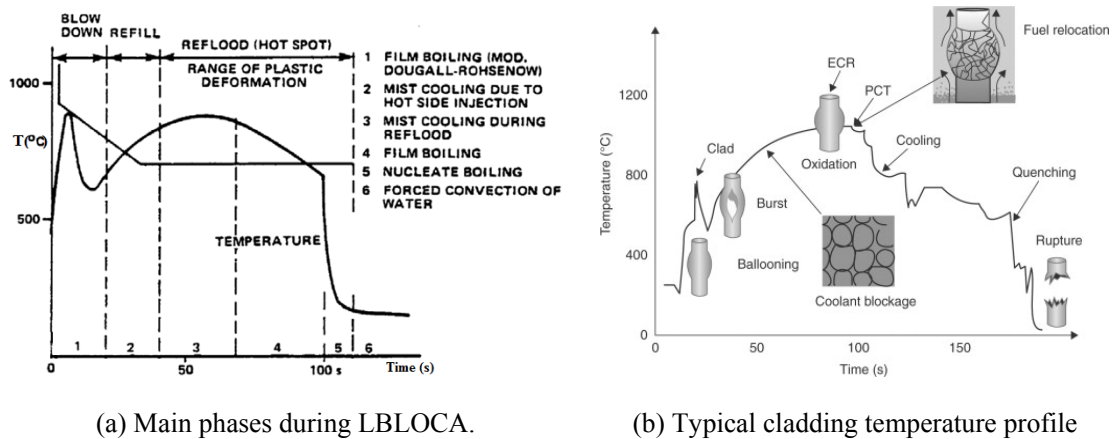 BLOW
DOWN
REFILL
REFLOOD (HOT SPOT)
RANGE OF PLASTIC
DEFORMATION
1000
T(°C)
500
TEMPERATURE
1
2
3
4
5
6
0
50
100 s
Time (s)
1 FILM BOILING (MOD.
DOUGALL-ROHSENOW)
2 MIST COOLING DUE TO
HOT SIDE INJECTION
3 MIST COOLING DURING
REFLOOD
4 FILM BOILING
5 NUCLEATE BOILING
6 FORCED CONVECTION OF
WATER
(a) Main phases during LBLOCA.
Temperature (°C)
1200
800
400
0
0
50
100
150
Time (s)
Clad
Burst
Ballooning
ECR
Oxidation
PCT
Fuel relocation
Cooling
Coolant blockage
Quenching
Rupture
(b) Typical cladding temperature profile